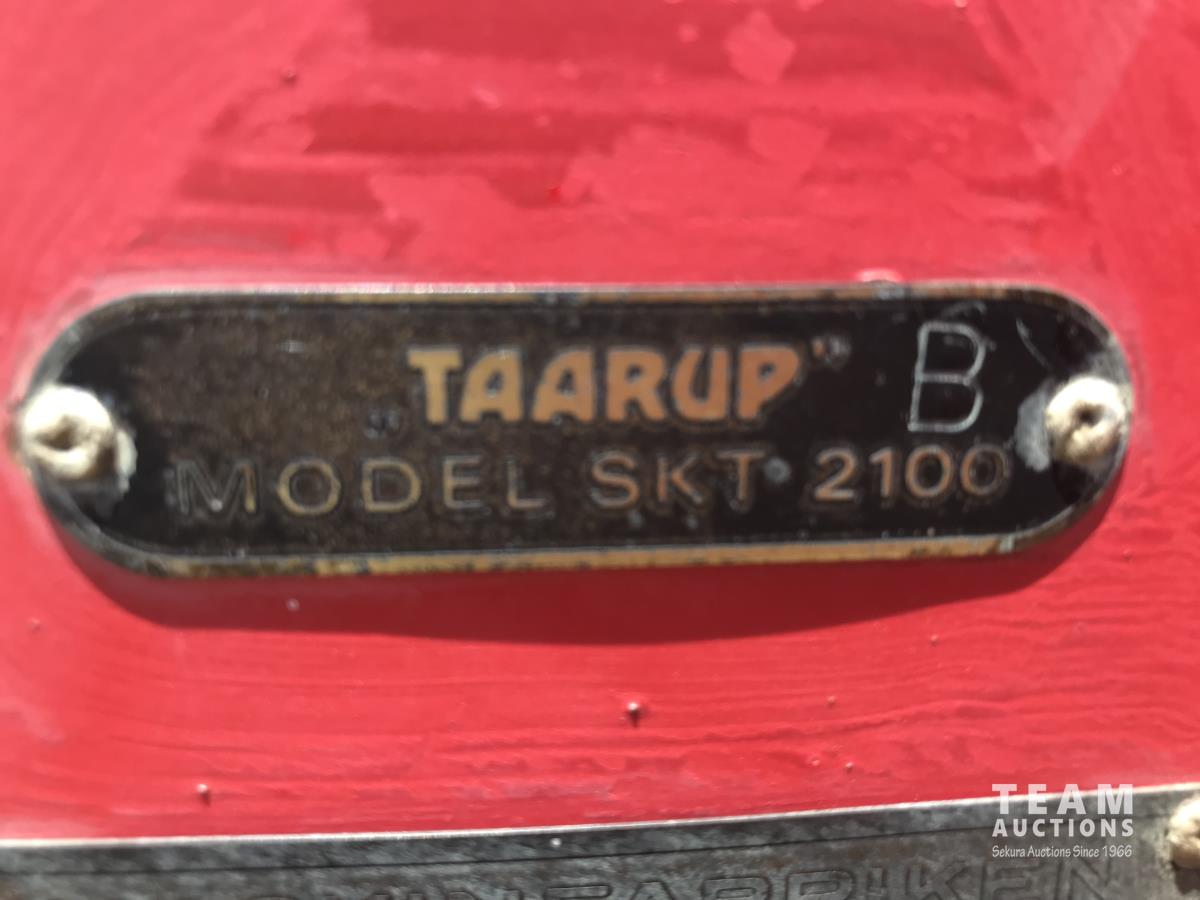 „TAARUP" B
MODEL SKT 2100
TEAM
AUCTIONS
Sekura Auctions Since 1966